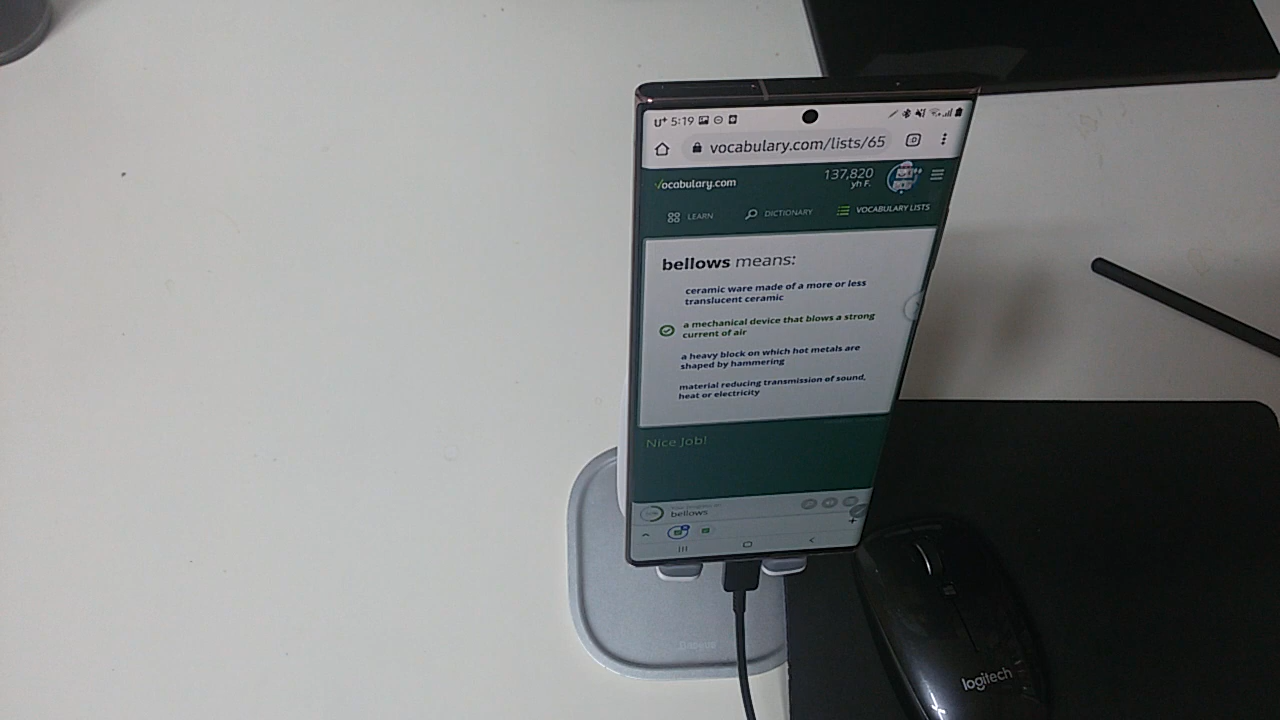 U+ 5:19
vocabulary.com/lists/65
Vocabulary.com
137,820
yh F.
LEARN
DICTIONARY
VOCABULARY LISTS
bellows means:
ceramic ware made of a more or less
translucent ceramic
a mechanical device that blows a strong
current of air
a heavy block on which hot metals are
shaped by hammering
material reducing transmission of sound,
heat or electricity
Nice Job!
bellows
logitech